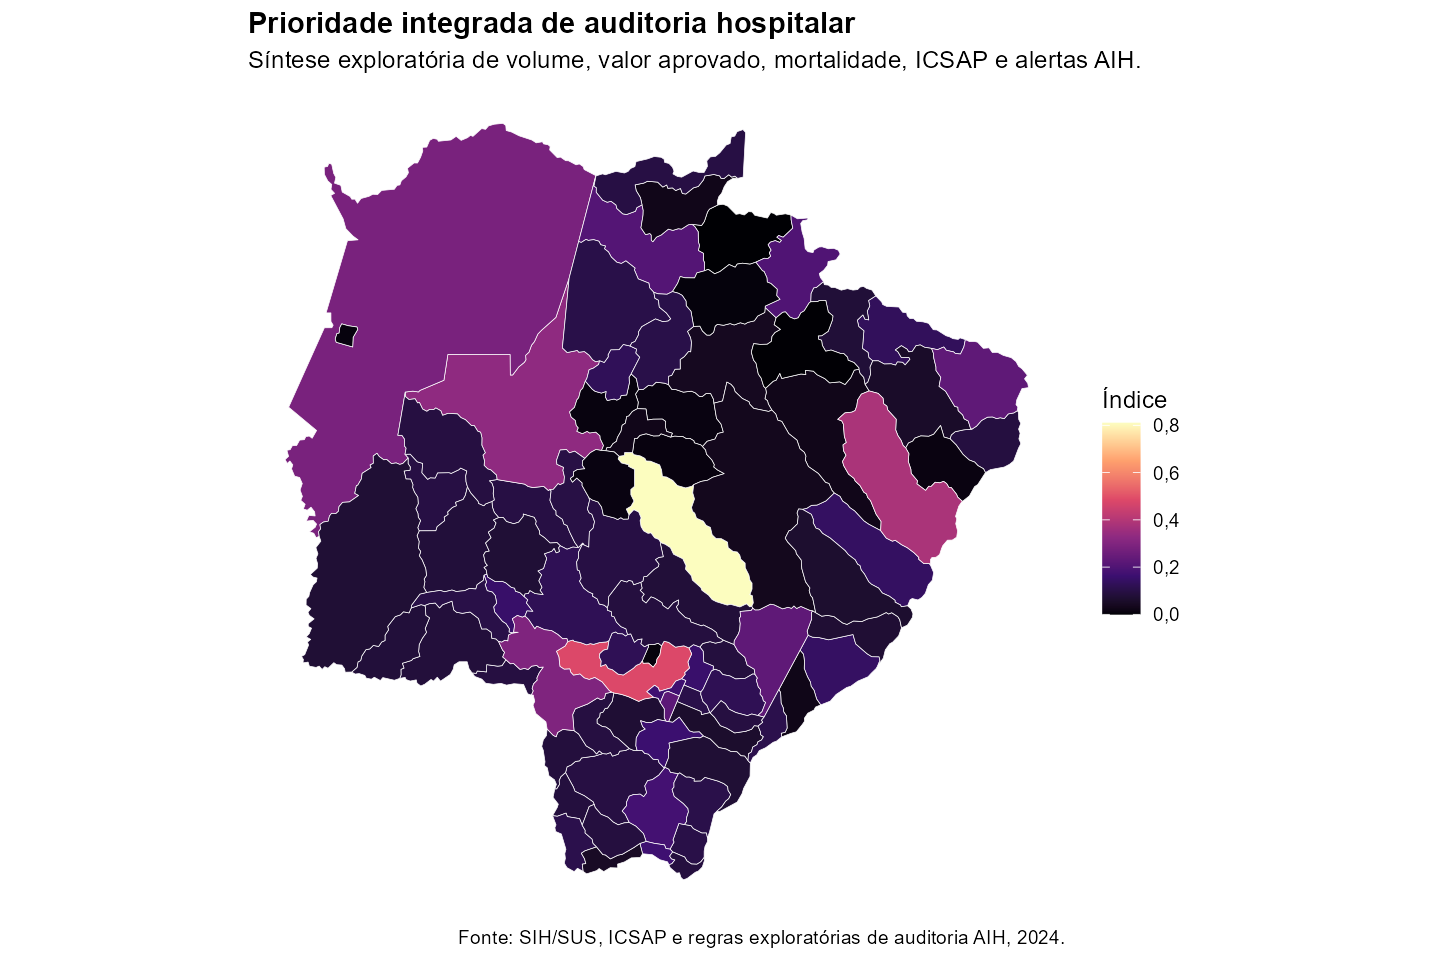 Prioridade integrada de auditoria hospitalar
Síntese exploratória de volume, valor aprovado, mortalidade, ICSAP e alertas AIH.
Índice
0,8
0,6
0,4
0,2
0,0
Fonte: SIH/SUS, ICSAP e regras exploratórias de auditoria AIH, 2024.